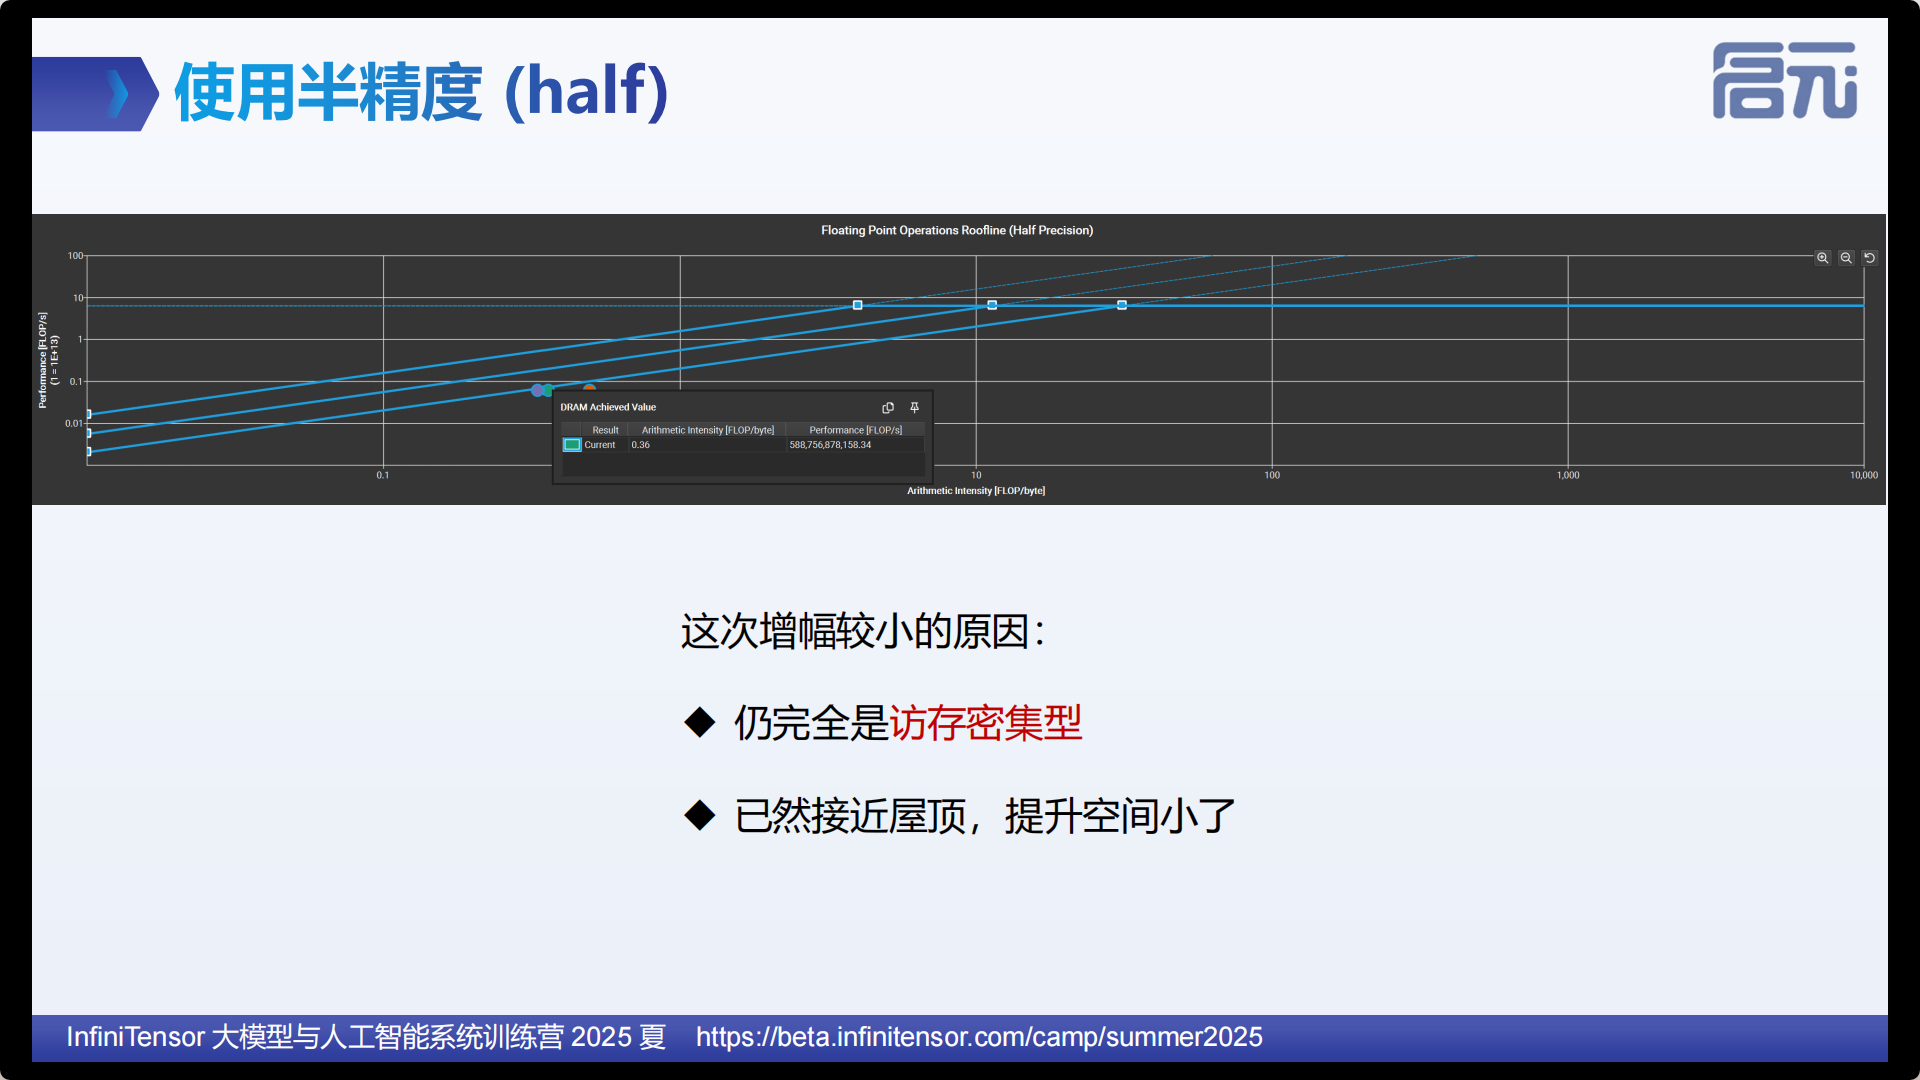 使用半精度 (half)
启元
Floating Point Operations Roofline (Half Precision)
100
10
1
0.1
0.01
Performance [FLOP/s]
(1 = 1E+13)
DRAM Achieved Value
Result Arithmetic Intensity [FLOP/byte] Performance [FLOP/s]
Current 0.36 588,756,878,158.34
0.1 10 100 1,000 10,000
Arithmetic Intensity [FLOP/byte]
这次增幅较小的原因：
◆ 仍完全是访存密集型
◆ 已然接近屋顶，提升空间小了
InfiniTensor 大模型与人工智能系统训练营 2025 夏 https://beta.infinitensor.com/camp/summer2025